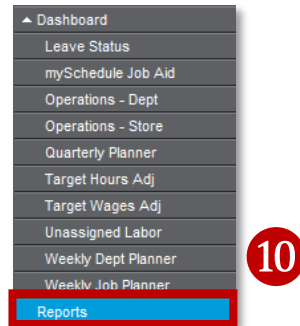 Dashboard
Leave Status
mySchedule Job Aid
Operations - Dept
Operations - Store
Quarterly Planner
Target Hours Adj
Target Wages Adj
Unassigned Labor
Weekly Dept Planner
Weekly Job Planner
Reports
10